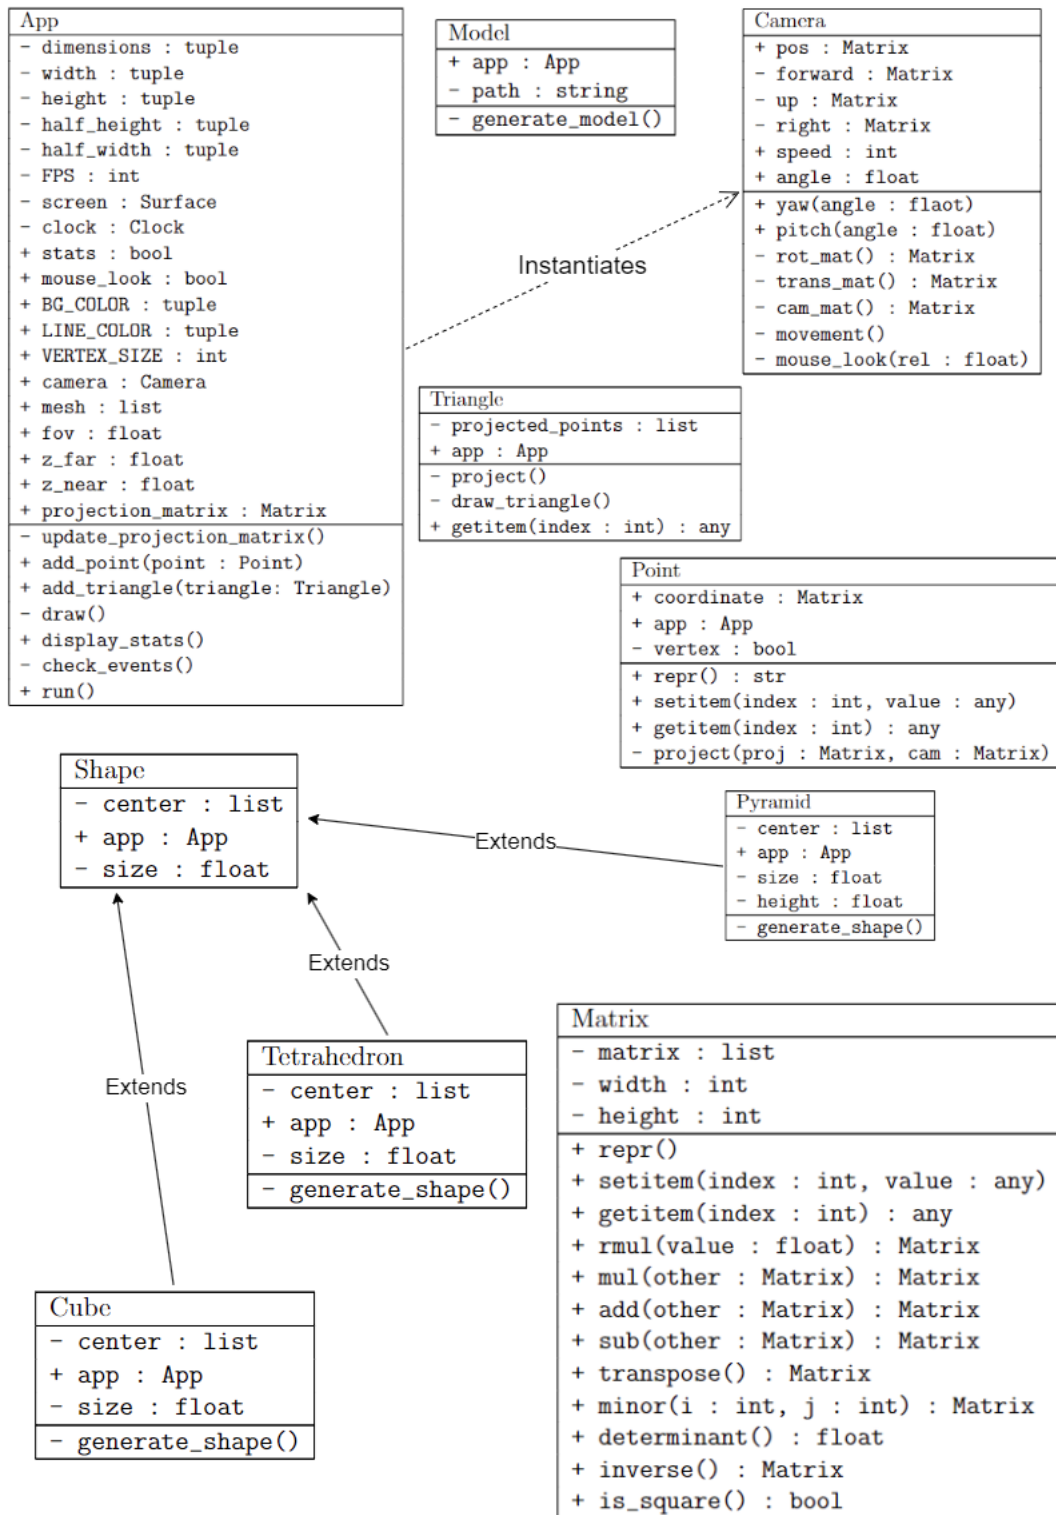 App
- dimensions : tuple
- width : tuple
- height : tuple
- half_height : tuple
- half_width : tuple
- FPS : int
- screen : Surface
- clock : Clock
+ stats : bool
+ mouse_look : bool
+ BG_COLOR : tuple
+ LINE_COLOR : tuple
+ VERTEX_SIZE : int
+ camera : Camera
+ mesh : list
+ fov : float
+ z_far : float
+ z_near : float
+ projection_matrix : Matrix
- update_projection_matrix()
+ add_point(point : Point)
+ add_triangle(triangle: Triangle)
- draw()
+ display_stats()
- check_events()
+ run()
Model
+ app : App
- path : string
- generate_model()
Camera
+ pos : Matrix
- forward : Matrix
- up : Matrix
- right : Matrix
+ speed : int
+ angle : float
+ yaw(angle : flaot)
+ pitch(angle : float)
- rot_mat() : Matrix
- trans_mat() : Matrix
- cam_mat() : Matrix
- movement()
- mouse_look(rel : float)
Instantiates
Triangle
- projected_points : list
+ app : App
- project()
- draw_triangle()
+ getitem(index : int) : any
Point
+ coordinate : Matrix
+ app : App
- vertex : bool
+ repr() : str
+ setitem(index : int, value : any)
+ getitem(index : int) : any
- project(proj : Matrix, cam : Matrix)
Shape
- center : list
+ app : App
- size : float
Extends
Pyramid
- center : list
+ app : App
- size : float
- height : float
- generate_shape()
Extends
Tetrahedron
- center : list
+ app : App
- size : float
- generate_shape()
Extends
Cube
- center : list
+ app : App
- size : float
- generate_shape()
Matrix
- matrix : list
- width : int
- height : int
+ repr()
+ setitem(index : int, value : any)
+ getitem(index : int) : any
+ rmul(value : float) : Matrix
+ mul(other : Matrix) : Matrix
+ add(other : Matrix) : Matrix
+ sub(other : Matrix) : Matrix
+ transpose() : Matrix
+ minor(i : int, j : int) : Matrix
+ determinant() : float
+ inverse() : Matrix
+ is_square() : bool